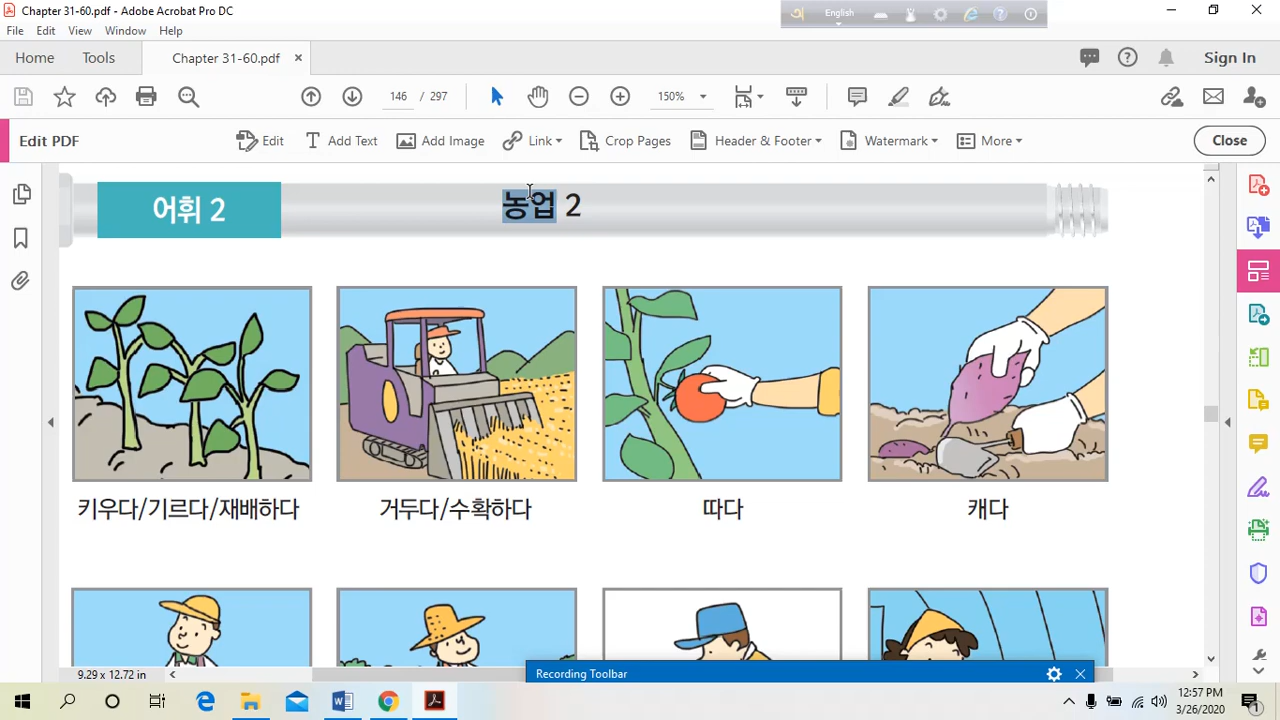 Chapter 31-60.pdf - Adobe Acrobat Pro DC
English
File Edit View Window Help
Home Tools Chapter 31-60.pdf × Sign In
146 / 297 150%
Edit PDF Edit Add Text Add Image Link Crop Pages Header & Footer Watermark More Close
어휘 2 농업 2
키우다/기르다/재배하다 거두다/수확하다 따다 캐다
9.29 x 12.72 in
Recording Toolbar
12:57 PM
3/26/2020
1